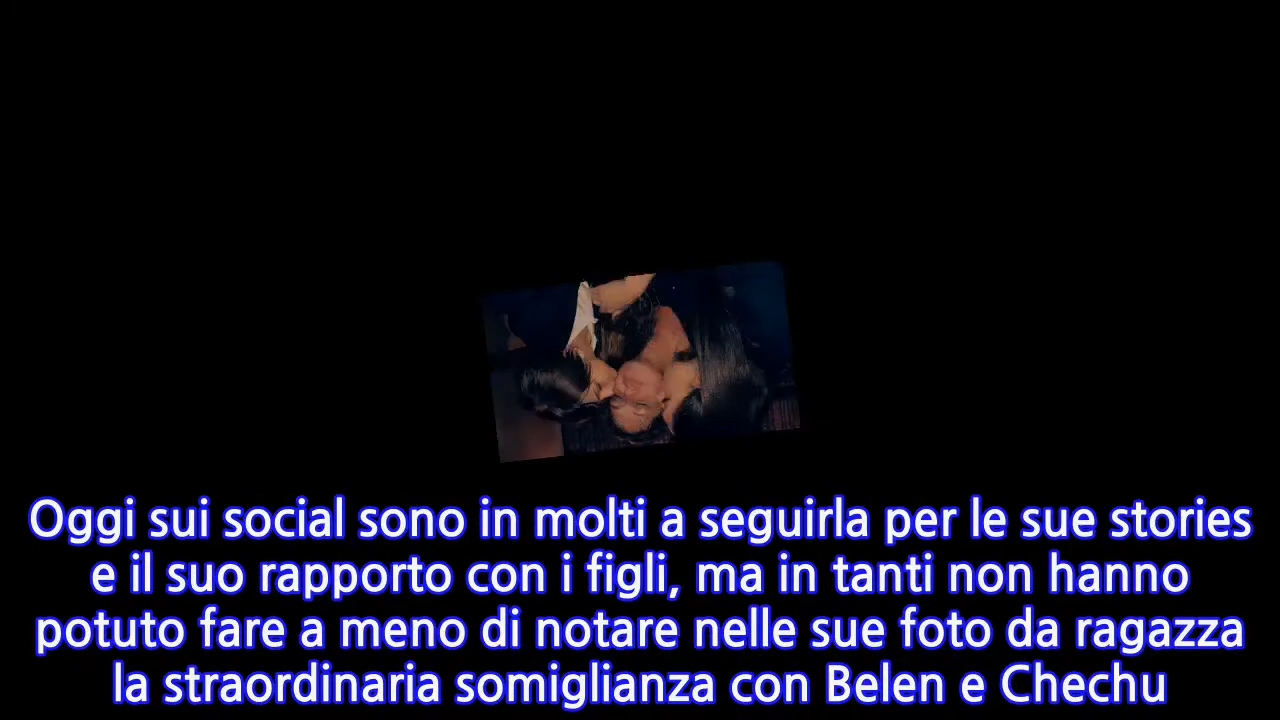 Oggi sui social sono in molti a seguirla per le sue stories
e il suo rapporto con i figli, ma in tanti non hanno
potuto fare a meno di notare nelle sue foto da ragazza
la straordinaria somiglianza con Belen e Chechu